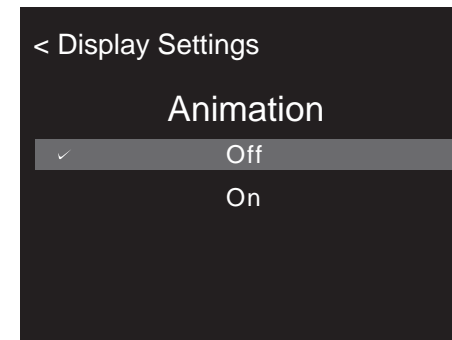 < Display Settings
Animation
✓ Off
On